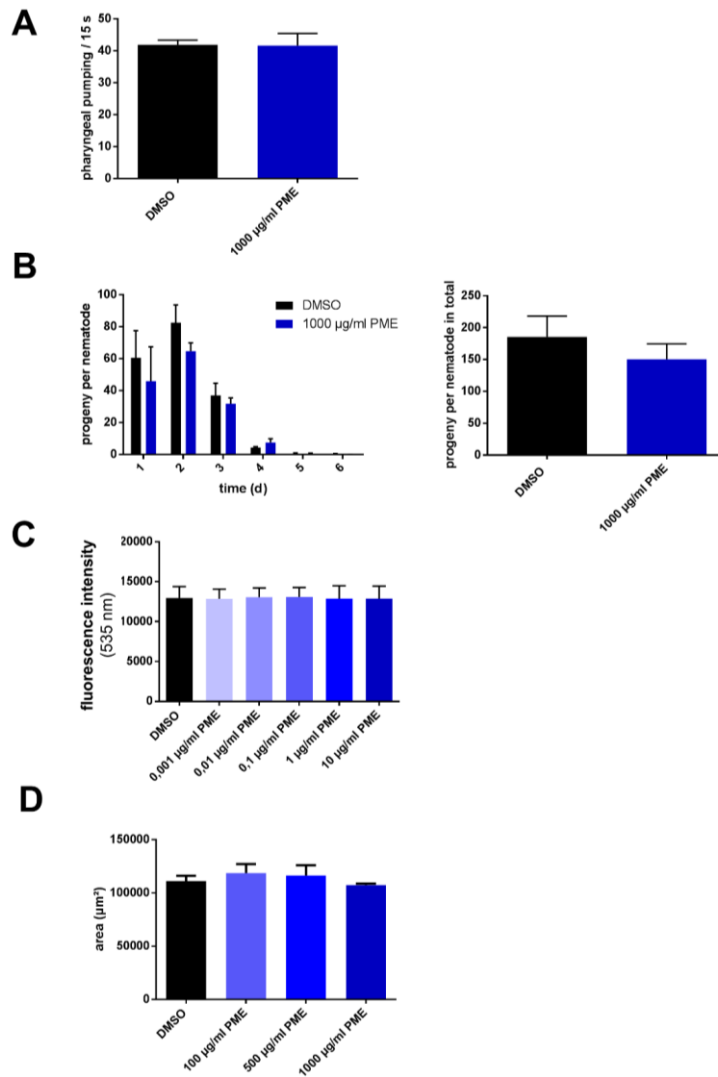 A
pharyngeal pumping / 15 s
50
40
30
20
10
0
DMSO
1000 µg/ml PME
B
progeny per nematode
100
80
60
40
20
0
1 2 3 4 5 6
time (d)
DMSO
1000 µg/ml PME
progeny per nematode in total
250
200
150
100
50
0
DMSO
1000 µg/ml PME
C
fluorescence intensity
(535 nm)
20000
15000
10000
5000
0
DMSO
0,001 µg/ml PME
0,01 µg/ml PME
0,1 µg/ml PME
1 µg/ml PME
10 µg/ml PME
D
area (µm²)
150000
100000
50000
0
DMSO
100 µg/ml PME
500 µg/ml PME
1000 µg/ml PME